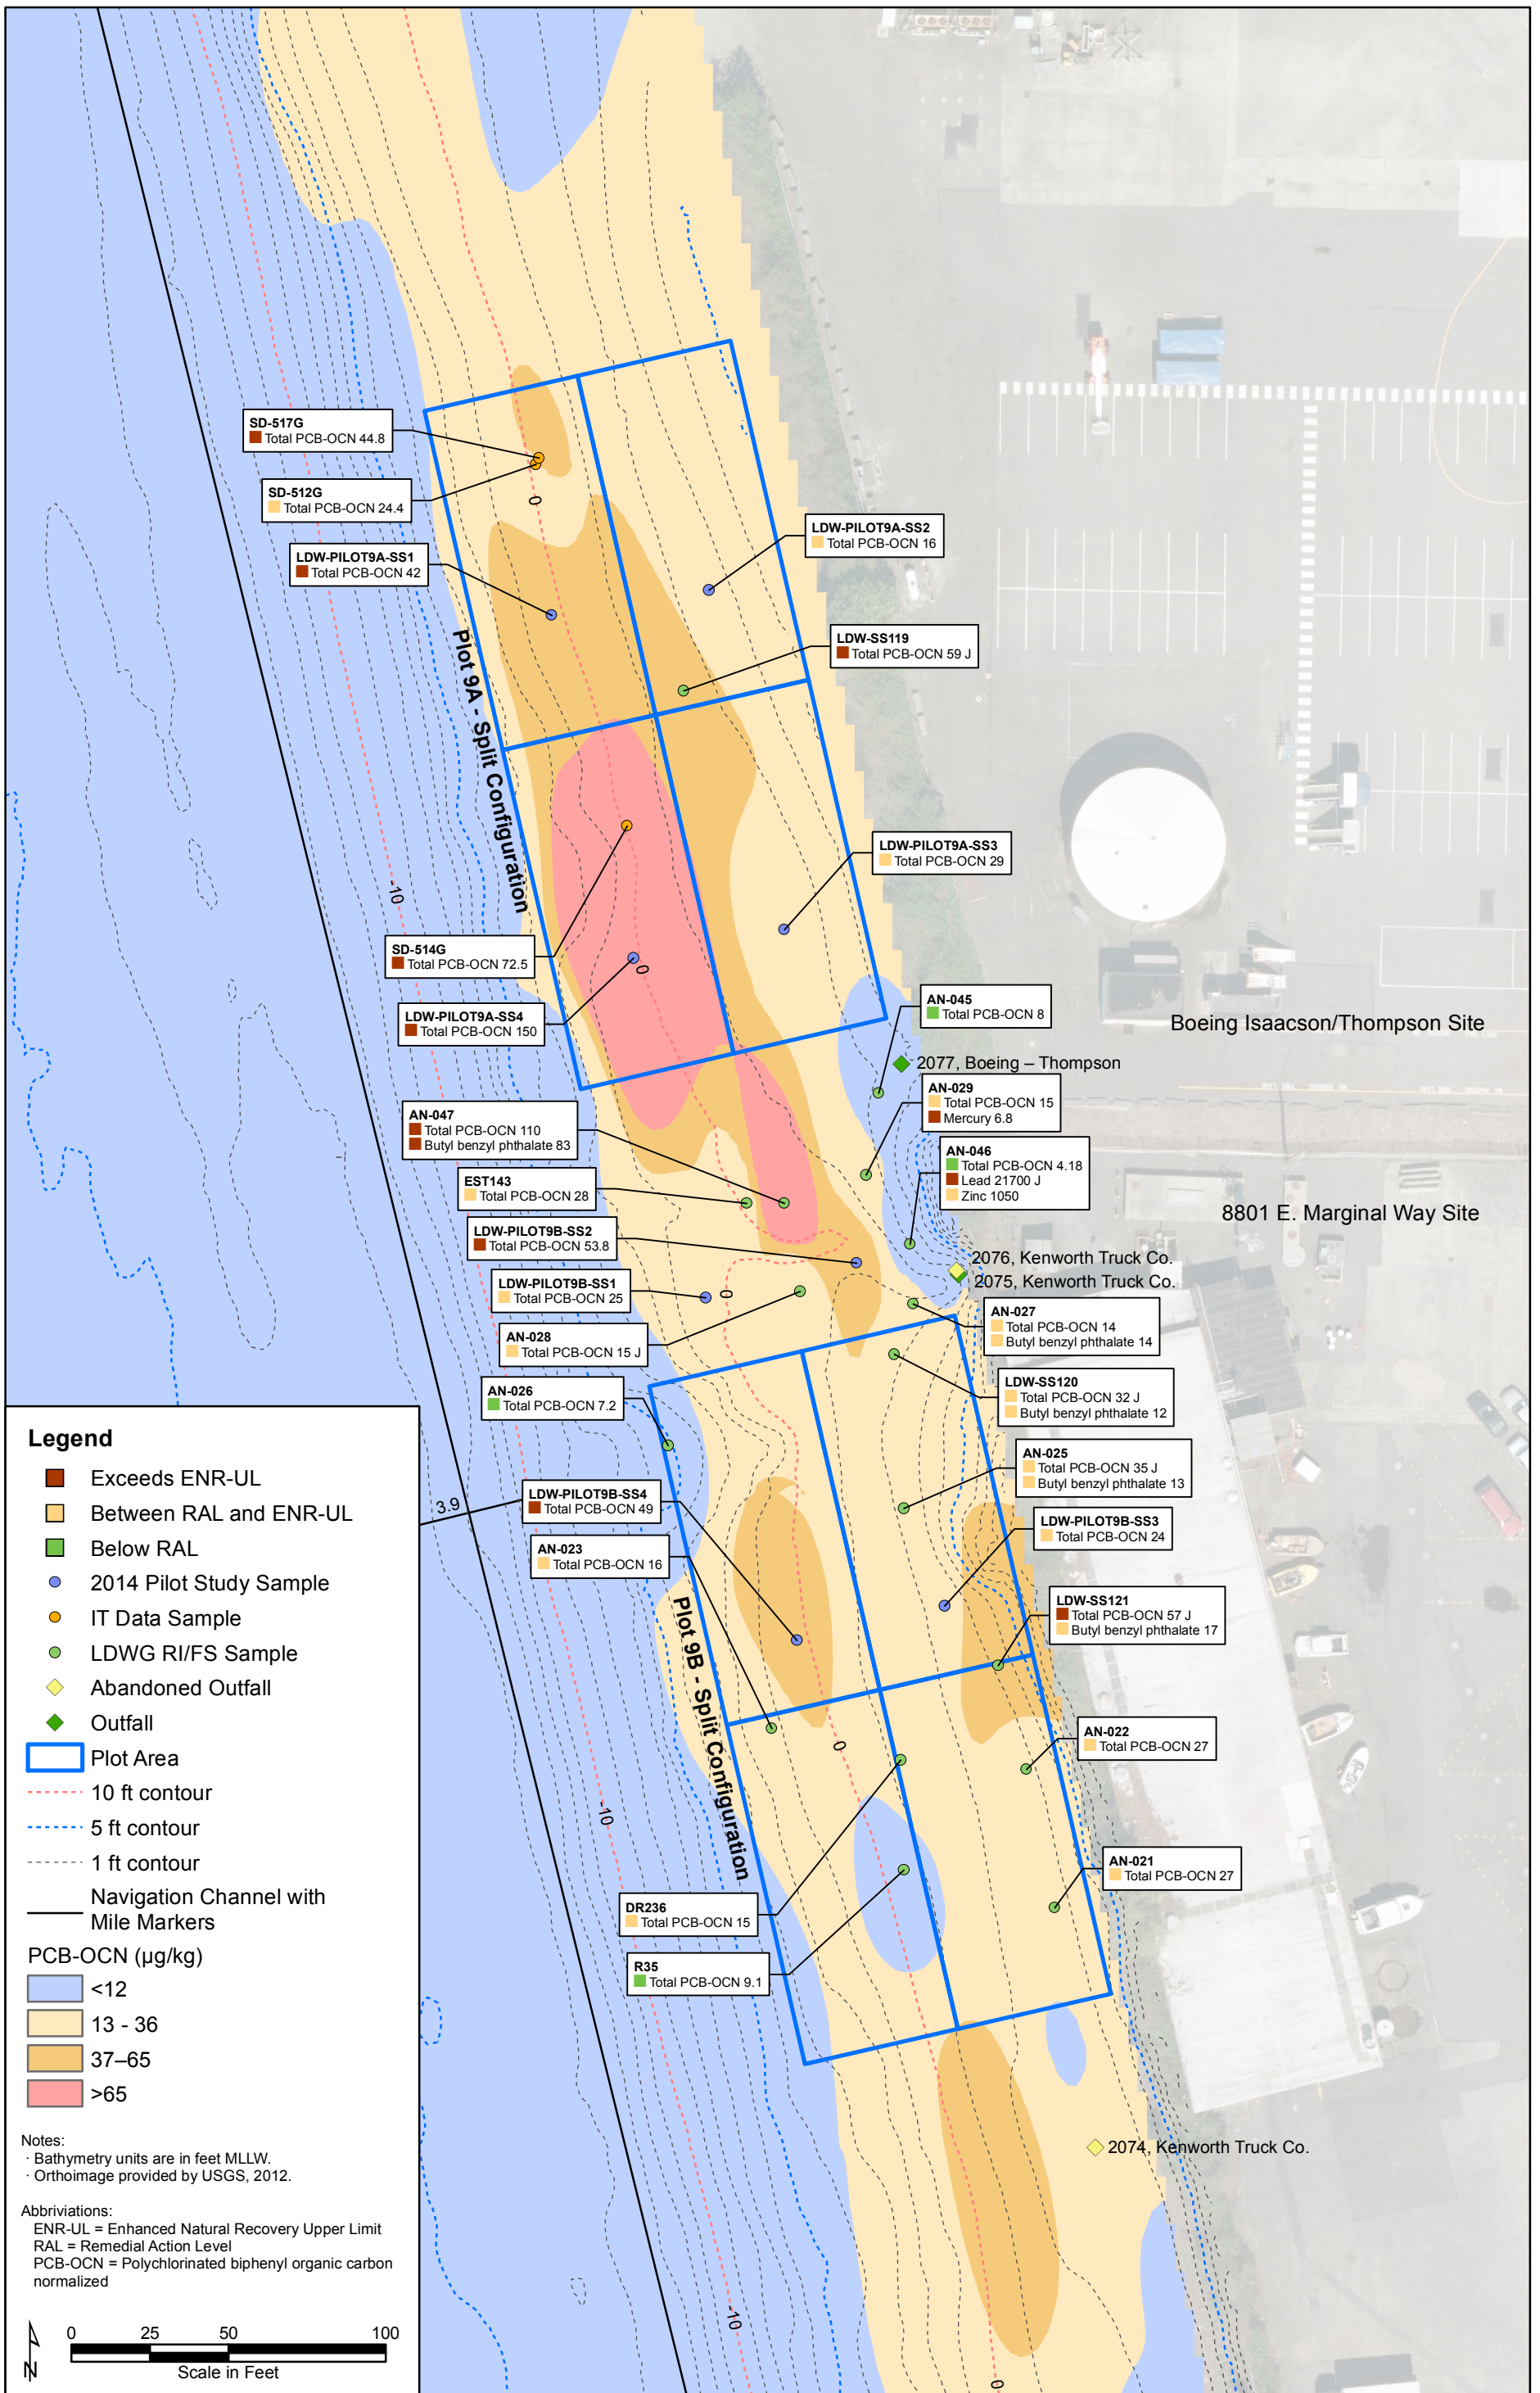 SD-517G
Total PCB-OCN 44.8
SD-512G
Total PCB-OCN 24.4
0
LDW-PILOT9A-SS2
Total PCB-OCN 16
LDW-PILOT9A-SS1
Total PCB-OCN 42
LDW-SS119
Total PCB-OCN 59 J
Plot 9A - Split Configuration
LDW-PILOT9A-SS3
Total PCB-OCN 29
-10
SD-514G
Total PCB-OCN 72.5
0
LDW-PILOT9A-SS4
Total PCB-OCN 150
AN-045
Total PCB-OCN 8
Boeing Isaacson/Thompson Site
2077, Boeing – Thompson
AN-029
Total PCB-OCN 15
Mercury 6.8
AN-047
Total PCB-OCN 110
Butyl benzyl phthalate 83
AN-046
Total PCB-OCN 4.18
Lead 21700 J
Zinc 1050
EST143
Total PCB-OCN 28
8801 E. Marginal Way Site
LDW-PILOT9B-SS2
Total PCB-OCN 53.8
2076, Kenworth Truck Co.
2075, Kenworth Truck Co.
LDW-PILOT9B-SS1
Total PCB-OCN 25
0
AN-027
Total PCB-OCN 14
Butyl benzyl phthalate 14
AN-028
Total PCB-OCN 15 J
AN-026
Total PCB-OCN 7.2
LDW-SS120
Total PCB-OCN 32 J
Butyl benzyl phthalate 12
AN-025
Total PCB-OCN 35 J
Butyl benzyl phthalate 13
3.9
LDW-PILOT9B-SS4
Total PCB-OCN 49
LDW-PILOT9B-SS3
Total PCB-OCN 24
AN-023
Total PCB-OCN 16
LDW-SS121
Total PCB-OCN 57 J
Butyl benzyl phthalate 17
Plot 9B - Split Configuration
0
AN-022
Total PCB-OCN 27
-10
AN-021
Total PCB-OCN 27
DR236
Total PCB-OCN 15
R35
Total PCB-OCN 9.1
2074, Kenworth Truck Co.
-10
0
Legend
Exceeds ENR-UL
Between RAL and ENR-UL
Below RAL
2014 Pilot Study Sample
IT Data Sample
LDWG RI/FS Sample
Abandoned Outfall
Outfall
Plot Area
10 ft contour
5 ft contour
1 ft contour
Navigation Channel with
Mile Markers
PCB-OCN (µg/kg)
<12
13 - 36
37–65
>65
Notes:
· Bathymetry units are in feet MLLW.
· Orthoimage provided by USGS, 2012.
Abbriviations:
ENR-UL = Enhanced Natural Recovery Upper Limit
RAL = Remedial Action Level
PCB-OCN = Polychlorinated biphenyl organic carbon
normalized
N
0 25 50 100
Scale in Feet